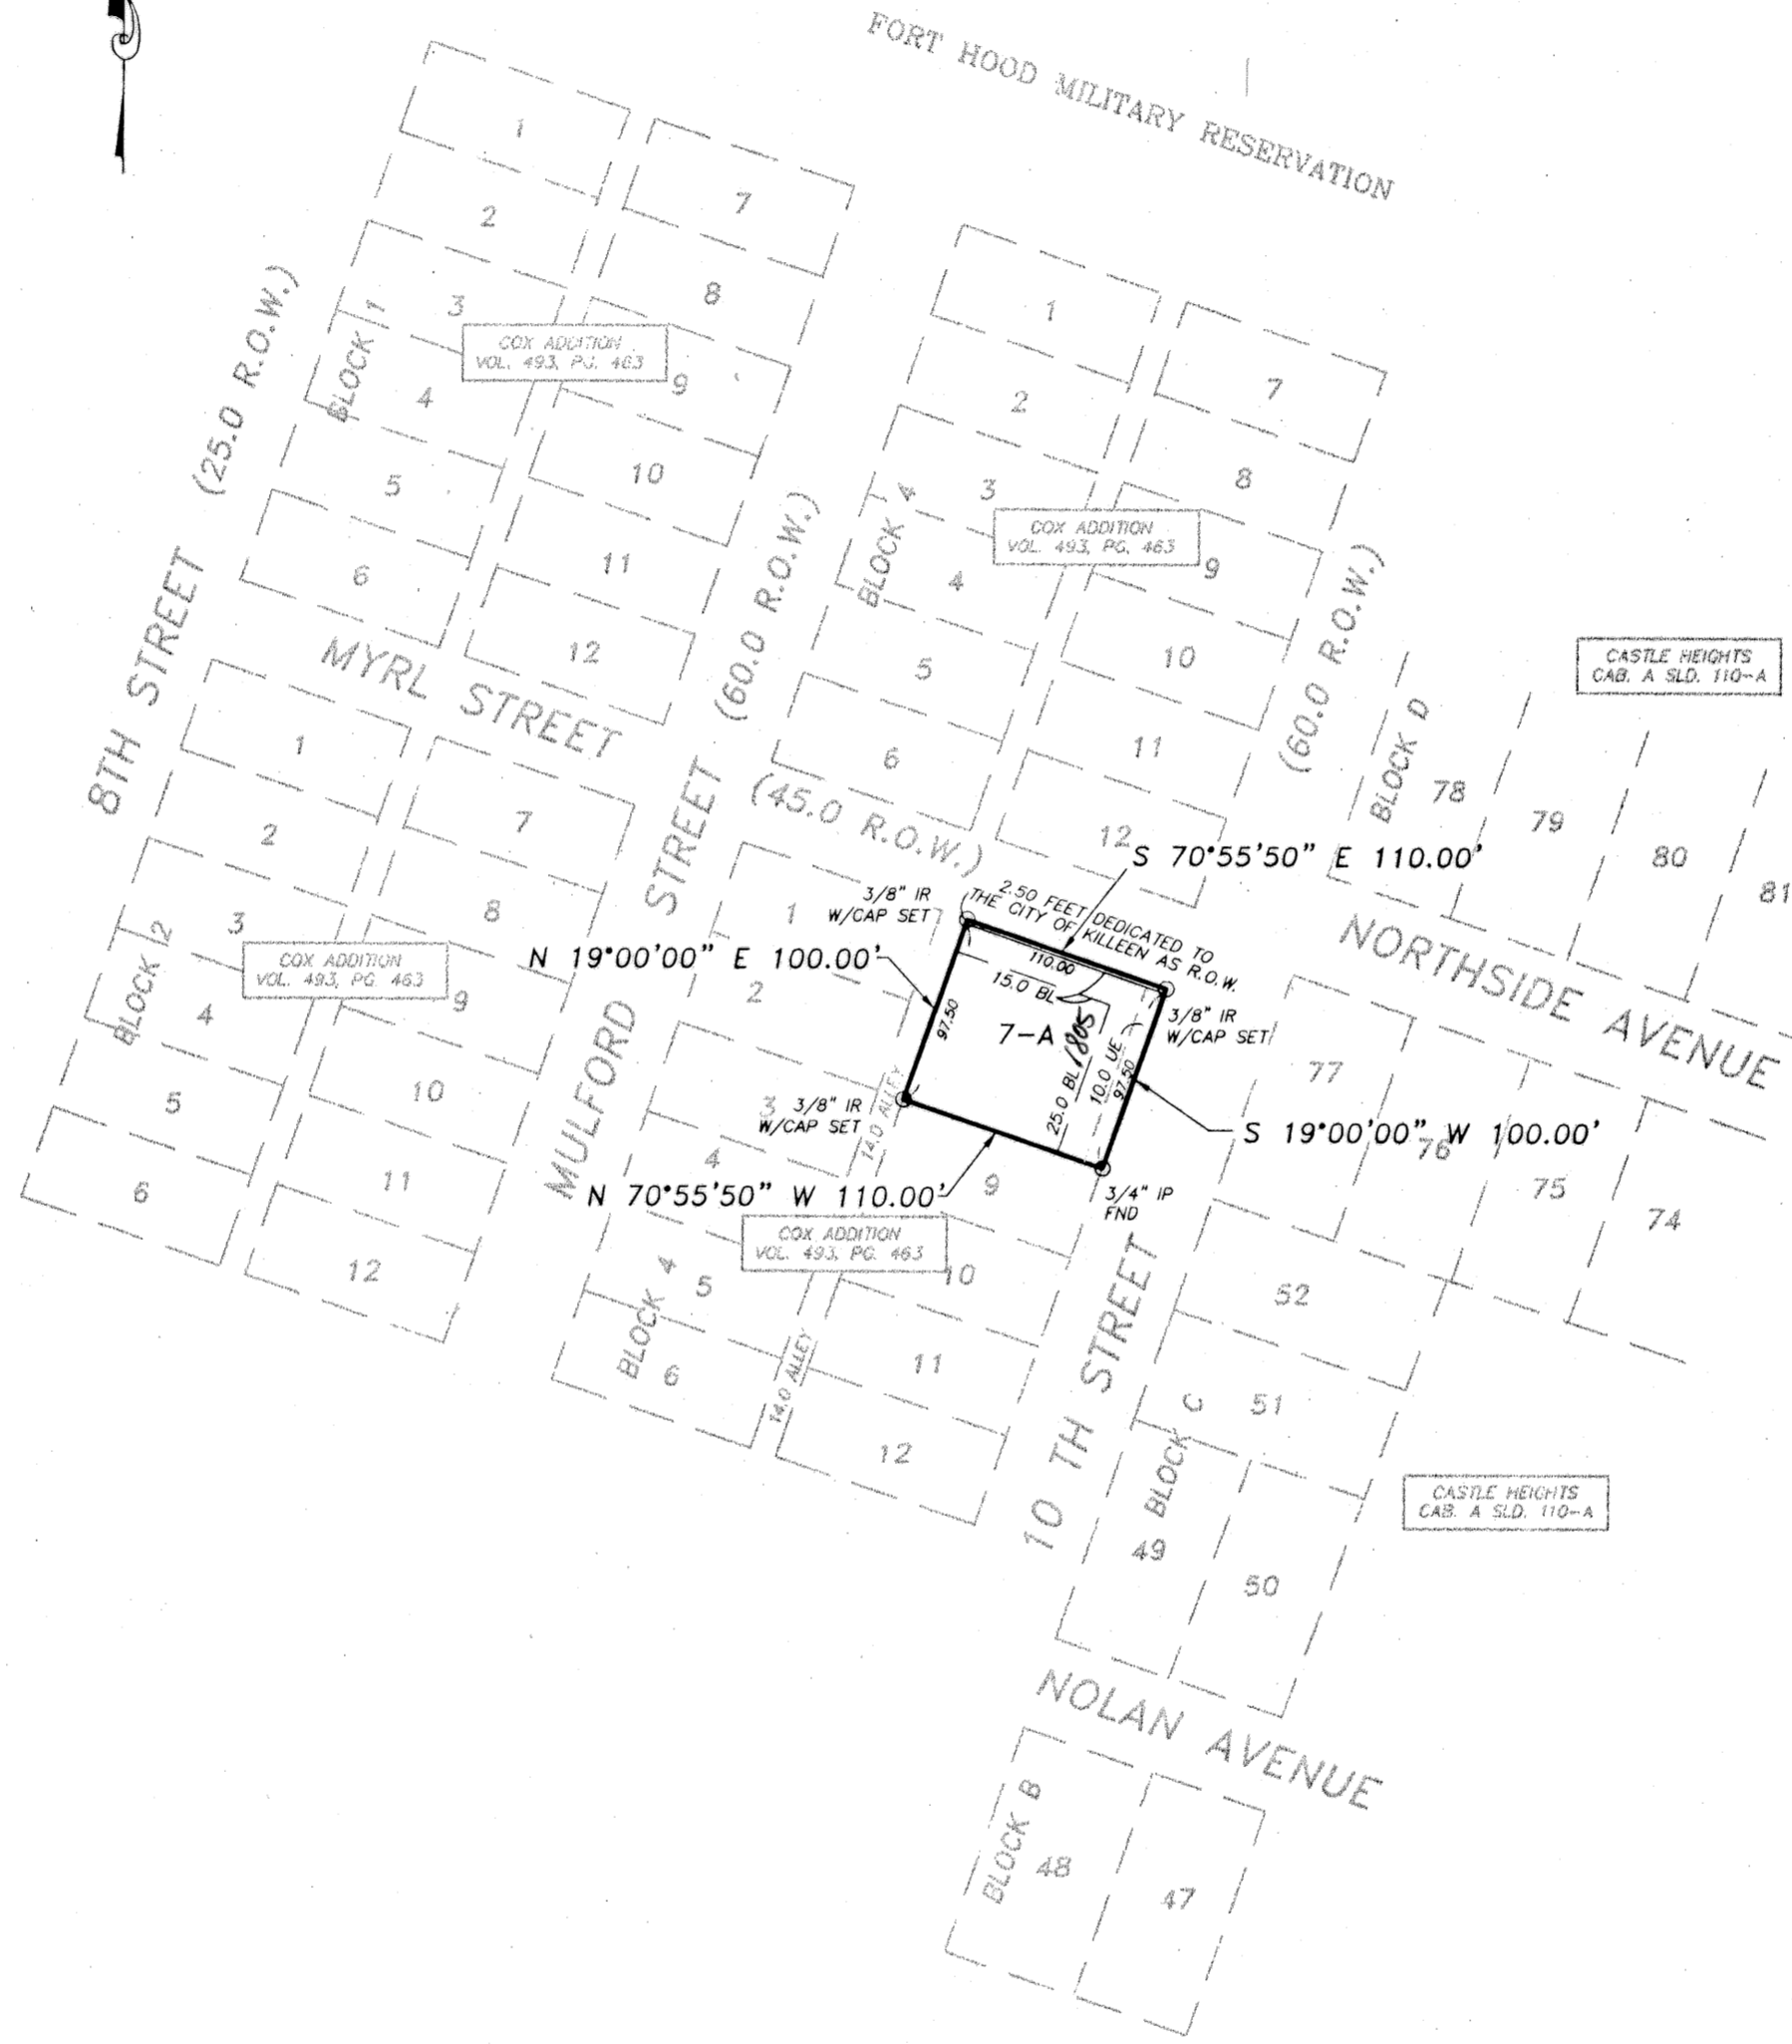 FORT HOOD MILITARY RESERVATION
1
7
2
8
3
BLOCK 1
COX ADDITION
VOL. 493, PG. 463
9
4
10
5
11
6
12
8TH STREET (25.0 R.O.W.)
1
7
2
8
3
BLOCK 4
COX ADDITION
VOL. 493, PG. 463
9
4
10
5
11
6
12
(60.0 R.O.W.)
MYRL STREET
(45.0 R.O.W.)
MULFORD STREET (60.0 R.O.W.)
CASTLE HEIGHTS
CAB. A SLD. 110-A
BLOCK D
78
79
80
81
1
7
2
8
3
BLOCK 2
COX ADDITION
VOL. 493, PG. 463
9
4
10
5
11
6
12
S 70°55'50" E 110.00'
3/8" IR
W/CAP SET
2.50 FEET DEDICATED TO
THE CITY OF KILLEEN AS R.O.W.
N 19°00'00" E 100.00'
110.00
15.0 BL
97.50
7-A
1805
25.0 BL
10.0 UE
97.50
3/8" IR
W/CAP SET
S 19°00'00" W 100.00'
3/8" IR
W/CAP SET
14.0 ALLEY
N 70°55'50" W 110.00'
3/4" IP
FND
1
2
3
4
9
COX ADDITION
VOL. 493, PG. 463
10
BLOCK 4
5
11
6
12
14.0 ALLEY
10 TH STREET
NORTHSIDE AVENUE
77
76
75
74
52
51
BLOCK C
49
50
CASTLE HEIGHTS
CAB. A SLD. 110-A
NOLAN AVENUE
BLOCK B
48
47